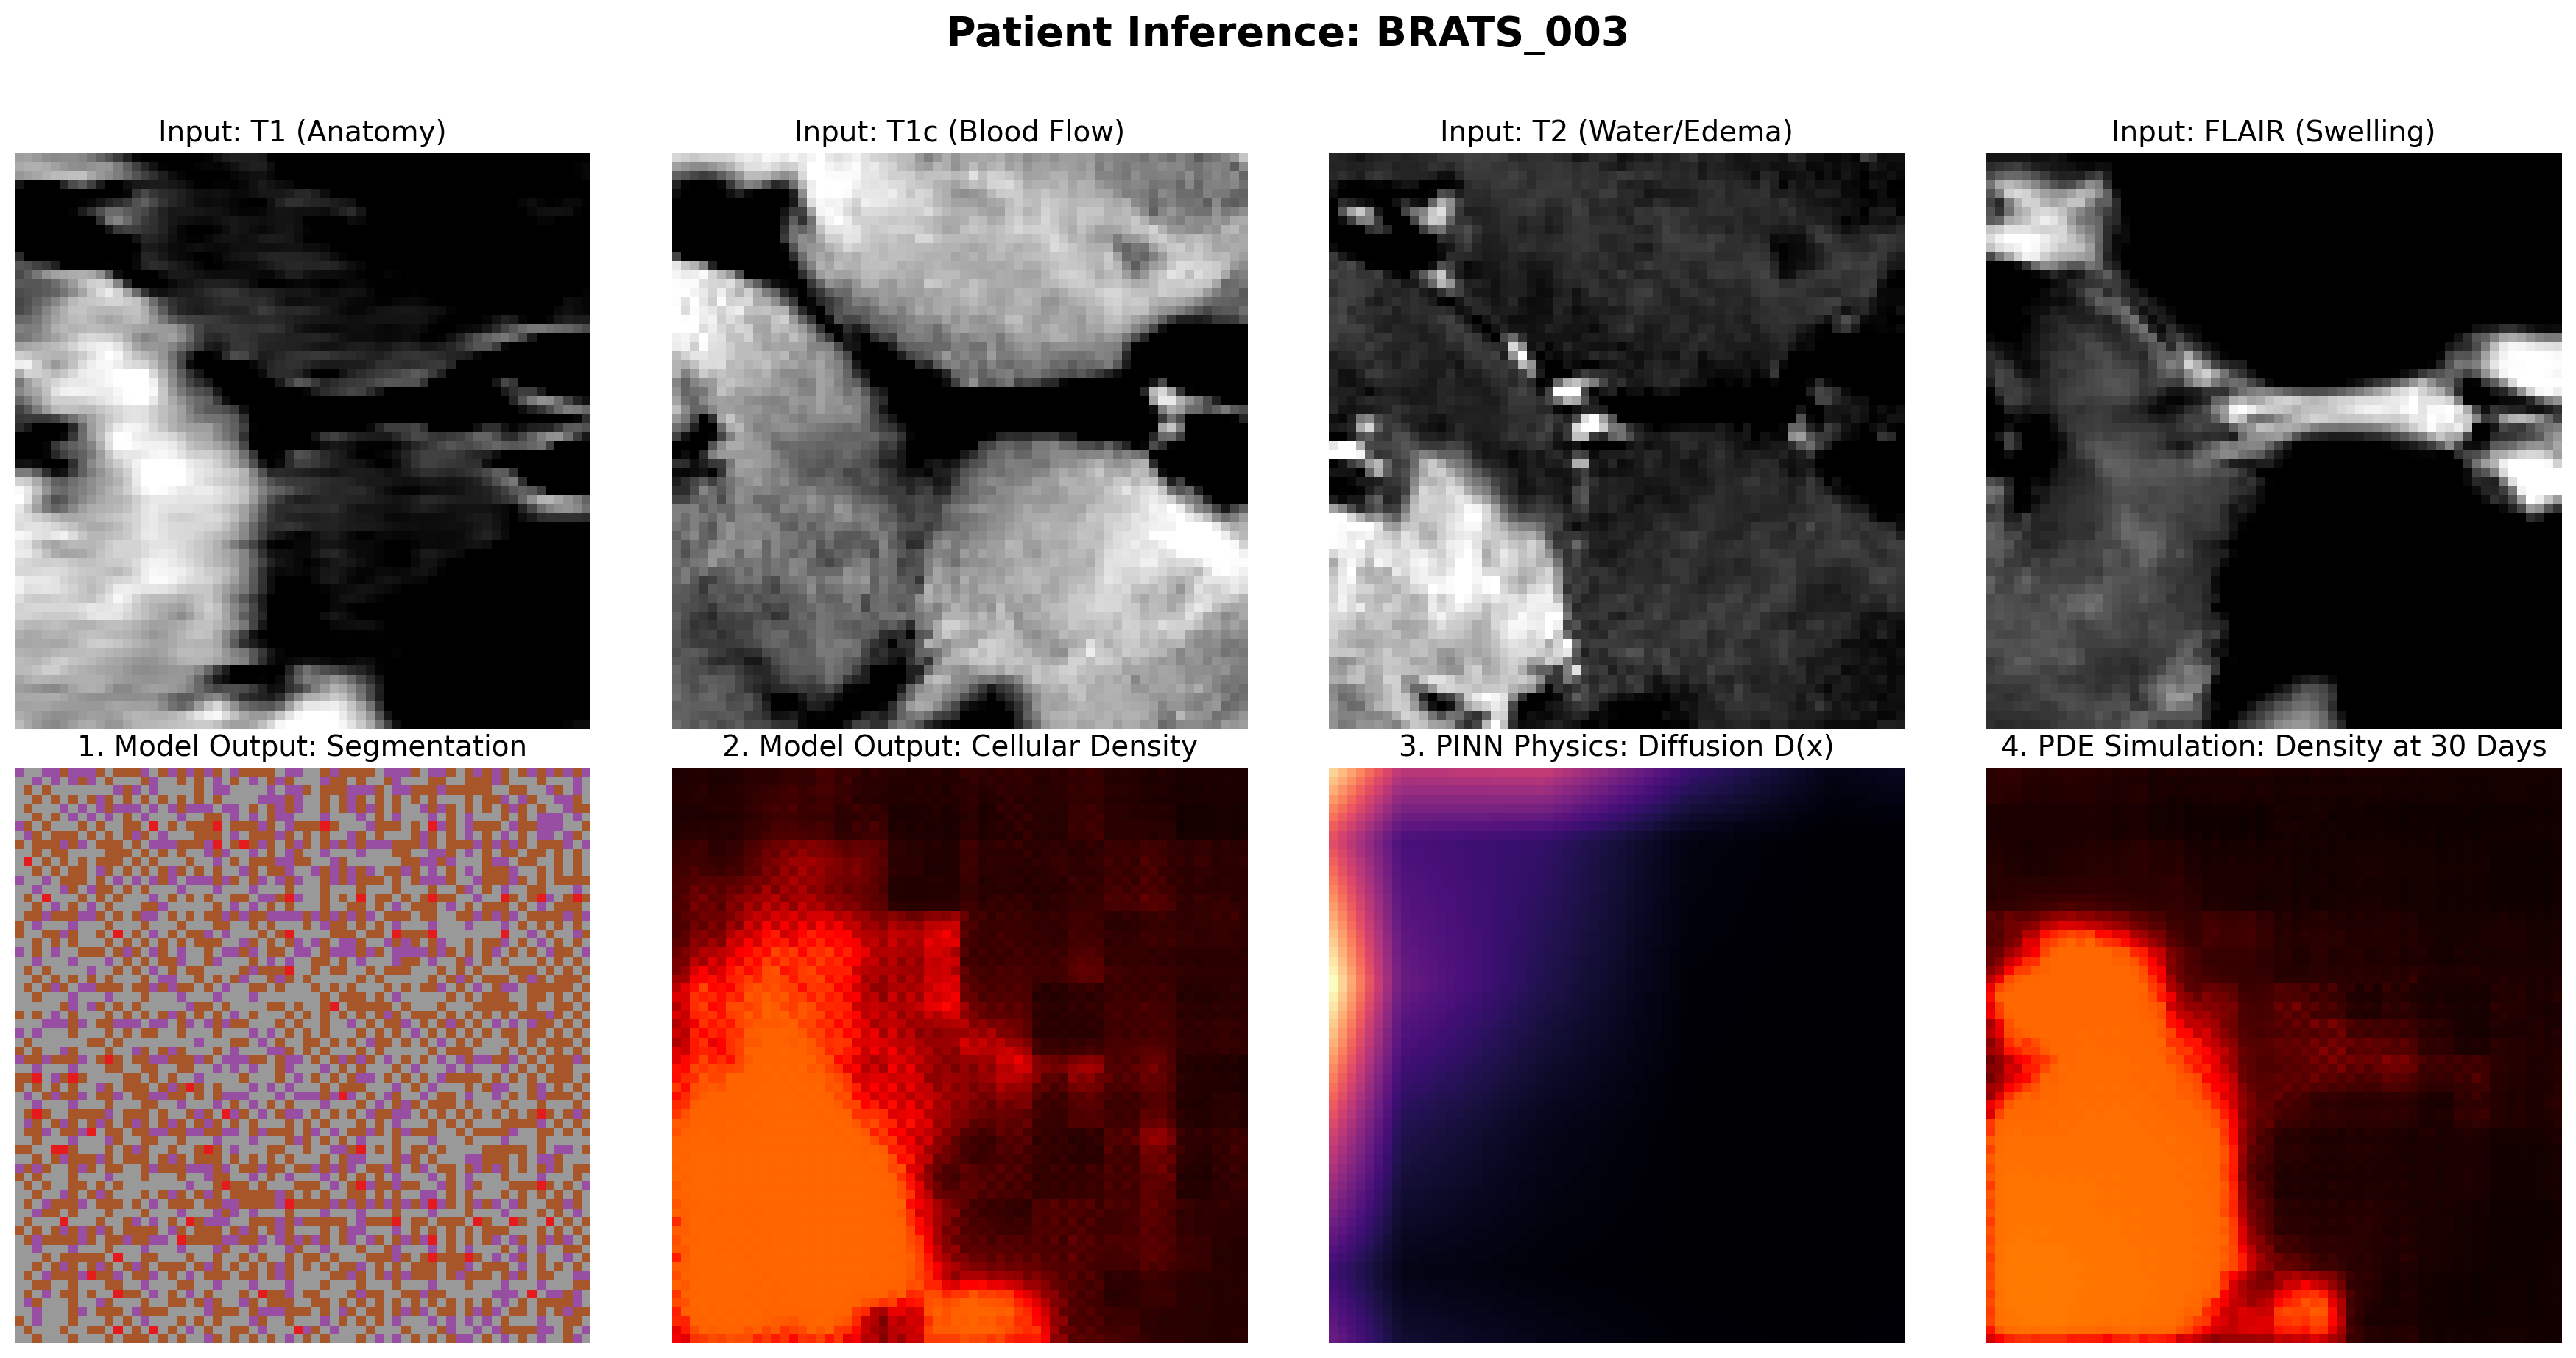 Patient Inference: BRATS_003
Input: T1 (Anatomy)
Input: T1c (Blood Flow)
Input: T2 (Water/Edema)
Input: FLAIR (Swelling)
1. Model Output: Segmentation
2. Model Output: Cellular Density
3. PINN Physics: Diffusion D(x)
4. PDE Simulation: Density at 30 Days